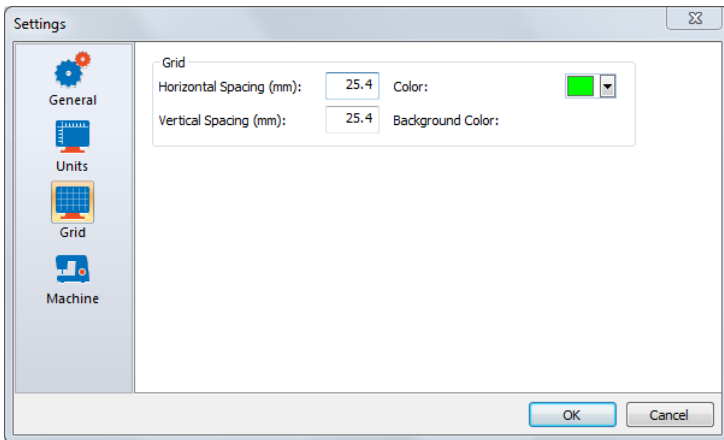 Settings
General
Units
Grid
Machine
Grid
Horizontal Spacing (mm): 25.4 Color:
Vertical Spacing (mm): 25.4 Background Color:
OK Cancel